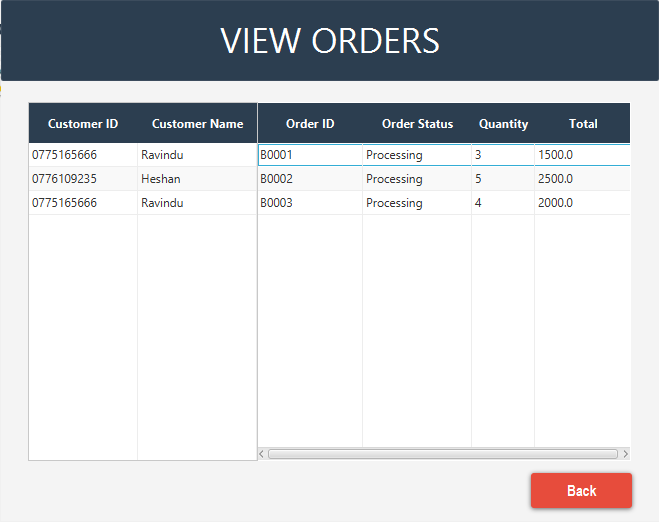 VIEW ORDERS
Customer ID Customer Name Order ID Order Status Quantity Total
0775165666 Ravindu B0001 Processing 3 1500.0
0776109235 Heshan B0002 Processing 5 2500.0
0775165666 Ravindu B0003 Processing 4 2000.0
Back